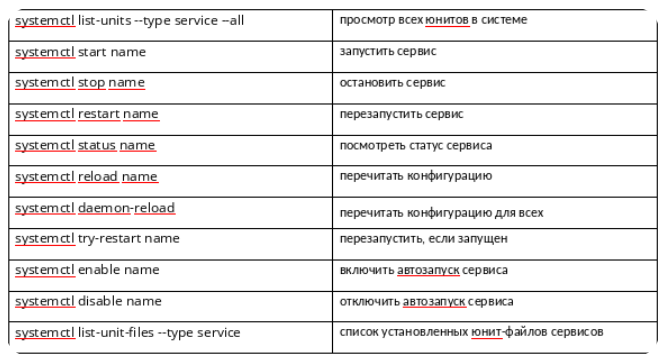 systemctl list-units --type service --all
просмотр всех юнитов в системе
systemctl start name
запустить сервис
systemctl stop name
остановить сервис
systemctl restart name
перезапустить сервис
systemctl status name
посмотреть статус сервиса
systemctl reload name
перечитать конфигурацию
systemctl daemon-reload
перечитать конфигурацию для всех
systemctl try-restart name
перезапустить, если запущен
systemctl enable name
включить автозапуск сервиса
systemctl disable name
отключить автозапуск сервиса
systemctl list-unit-files --type service
список установленных юнит-файлов сервисов